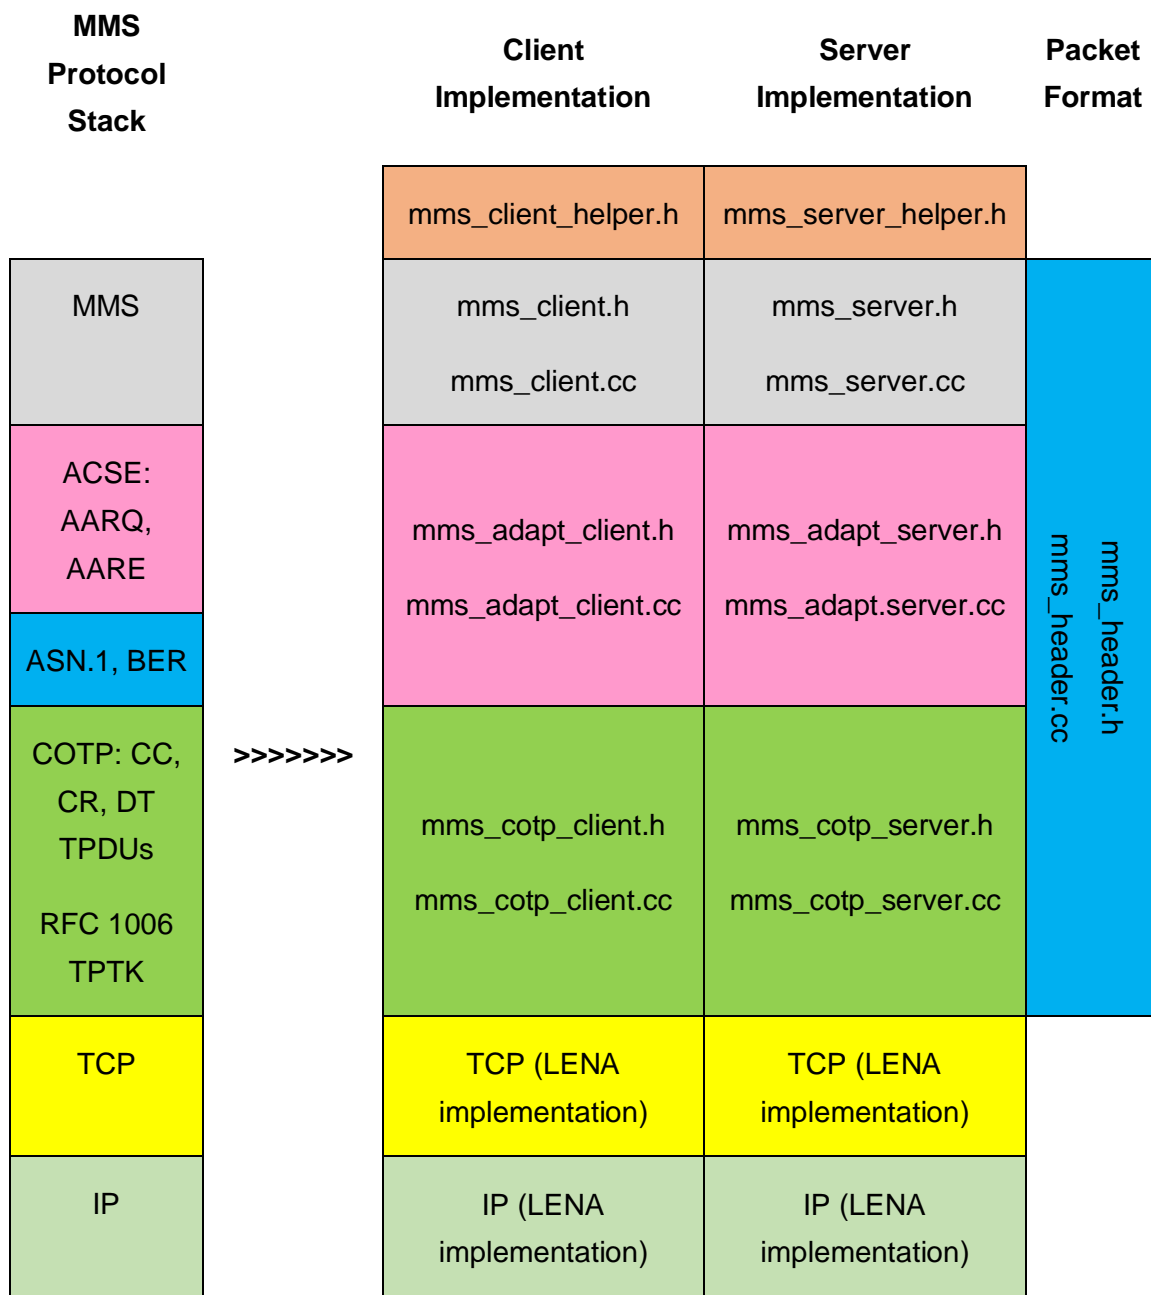 MMS
Protocol
Stack
Client
Implementation
Server
Implementation
Packet
Format
mms_client_helper.h
mms_server_helper.h
MMS
mms_client.h
mms_client.cc
mms_server.h
mms_server.cc
ACSE:
AARQ,
AARE
mms_adapt_client.h
mms_adapt_client.cc
mms_adapt_server.h
mms_adapt.server.cc
mms_header.h
mms_header.cc
ASN.1, BER
COTP: CC,
CR, DT
TPDUs
RFC 1006
TPTK
>>>>>>>
mms_cotp_client.h
mms_cotp_client.cc
mms_cotp_server.h
mms_cotp_server.cc
TCP
TCP (LENA
implementation)
TCP (LENA
implementation)
IP
IP (LENA
implementation)
IP (LENA
implementation)